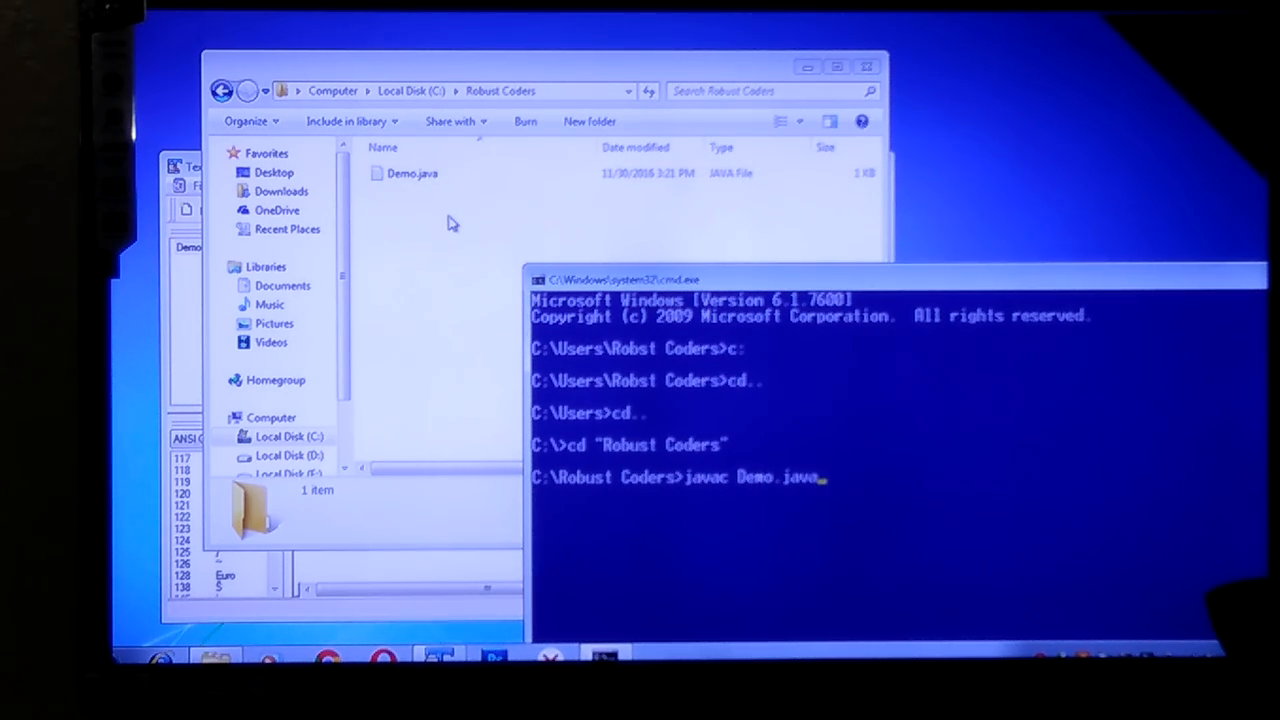 Computer ▸ Local Disk (C:) ▸ Robust Coders
Search Robust Coders
Organize
Include in library
Share with
Burn
New folder
Name
Date modified
Type
Size
Demo.java
11/30/2016 3:21 PM
JAVA File
1 KB
Favorites
Desktop
Downloads
OneDrive
Recent Places
Libraries
Documents
Music
Pictures
Videos
Homegroup
Computer
Local Disk (C:)
Local Disk (D:)
1 item
Demo
ANSI
117
118
119
120
121
122
123
124
125
126
128 Euro
138 Š
C:\Windows\system32\cmd.exe
Microsoft Windows [Version 6.1.7600]
Copyright (c) 2009 Microsoft Corporation. All rights reserved.
C:\Users\Robst Coders>c:
C:\Users\Robst Coders>cd..
C:\Users>cd..
C:\>cd "Robust Coders"
C:\Robust Coders>javac Demo.java